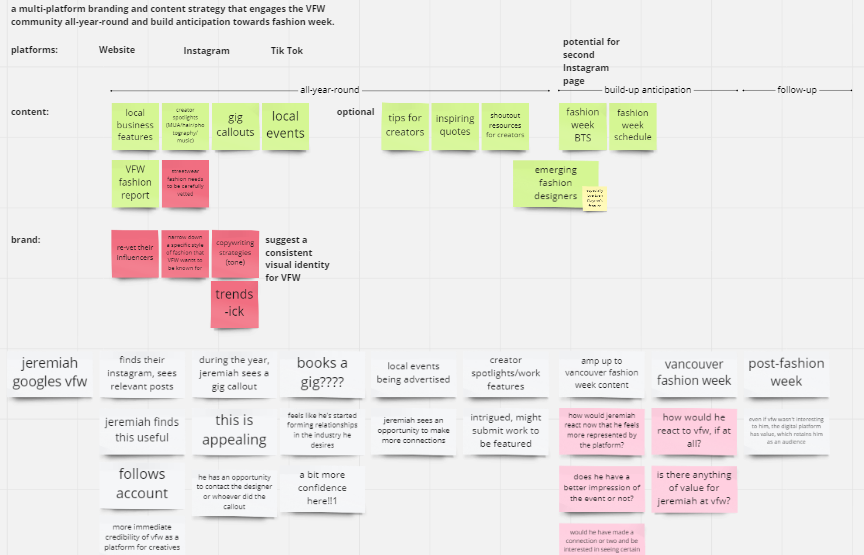 a multi-platform branding and content strategy that engages the VFW
community all-year-round and build anticipation towards fashion week.
platforms:
Website
Instagram
Tik Tok
potential for
second
Instagram
page
all-year-round
build-up anticipation
follow-up
content:
local
business
features
creator
spotlights
(MUA/hair/pho
tography/
music)
gig
callouts
local
events
optional
tips for
creators
inspiring
quotes
shoutout
resources
for creators
fashion
week
BTS
fashion
week
schedule
VFW
fashion
report
streetwear
fashion needs
to be carefully
vetted
emerging
fashion
designers
brand:
re-vet their
influencers
narrow down
a specific style
of fashion that
VFW wants to
be known for
copywriting
strategies
(tone)
suggest a
consistent
visual identity
for VFW
trends
-ick
jeremiah
googles vfw
finds their
instagram, sees
relevant posts
during the year,
jeremiah sees a
gig callout
books a
gig????
local events
being advertised
creator
spotlights/work
features
amp up to
vancouver fashion
week content
vancouver
fashion week
post-fashion
week
jeremiah finds
this useful
this is
appealing
feels like he's started
forming relationships
in the industry he
desires
jeremiah sees an
opportunity to make
more connections
intrigued, might
submit work to
be featured
how would jeremiah
react now that he feels
more represented by
the platform?
how would he
react to vfw, if at
all?
even if vfw wasn't interesting
to him, the digital platform
has value, which retains him
as an audience
follows
account
he has an opportunity
to contact the designer
or whoever did the
callout
a bit more
confidence
here!!1
does he have a
better impression of
the event or not?
is there anything
of value for
jeremiah at vfw?
more immediate
credibility of vfw as a
platform for creatives
would he have made a
connection or two and be
interested in seeing certain